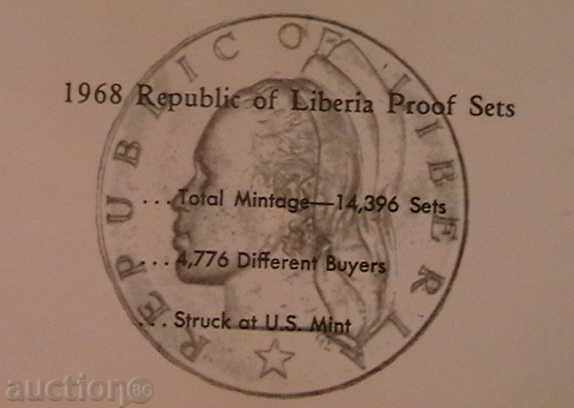 REPUBLIC OF LIBERIA
1968 Republic of Liberia Proof Sets
...Total Mintage—14,396 Sets
...4,776 Different Buyers
...Struck at U.S. Mint
auction BG